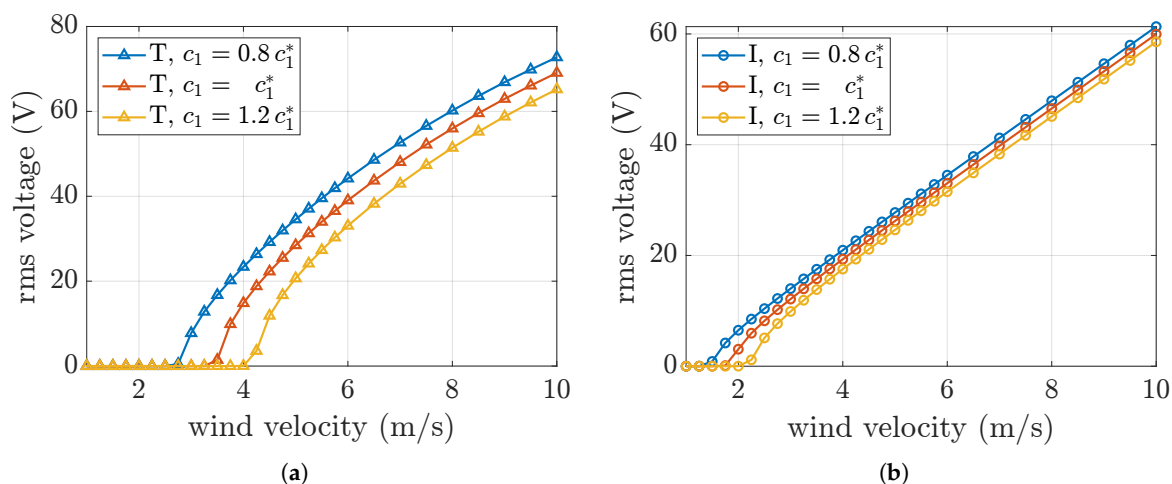 80
60
40
20
0
rms voltage (V)
T, c₁ = 0.8 c₁*
T, c₁ = c₁*
T, c₁ = 1.2 c₁*
2 4 6 8 10
wind velocity (m/s)
(a)
60
40
20
0
rms voltage (V)
I, c₁ = 0.8 c₁*
I, c₁ = c₁*
I, c₁ = 1.2 c₁*
2 4 6 8 10
wind velocity (m/s)
(b)